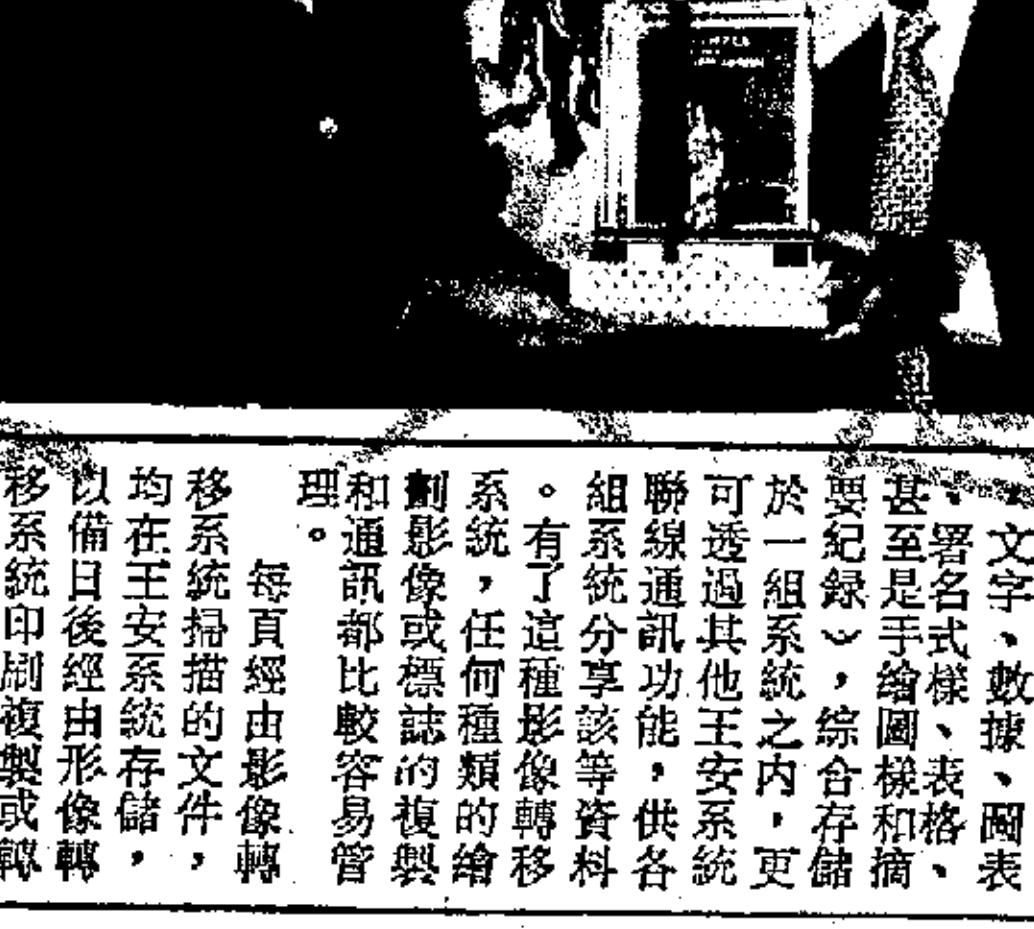 文字、數據、圖表
、署名式樣、表格、
甚至是手繪圖樣和摘
要紀錄），綜合存儲
於一組系統之內，更
可透過其他王安系統
聯線通訊功能，供各
組系統分享該等資料
。有了這種影像轉移
系統，任何種類的繪
劃影像或標誌的複製
和通訊都比較容易管
理。
每頁經由影像轉
移系統掃描的文件，
均在王安系統存儲，
以備日後經由形像轉
移系統印刷複製或轉